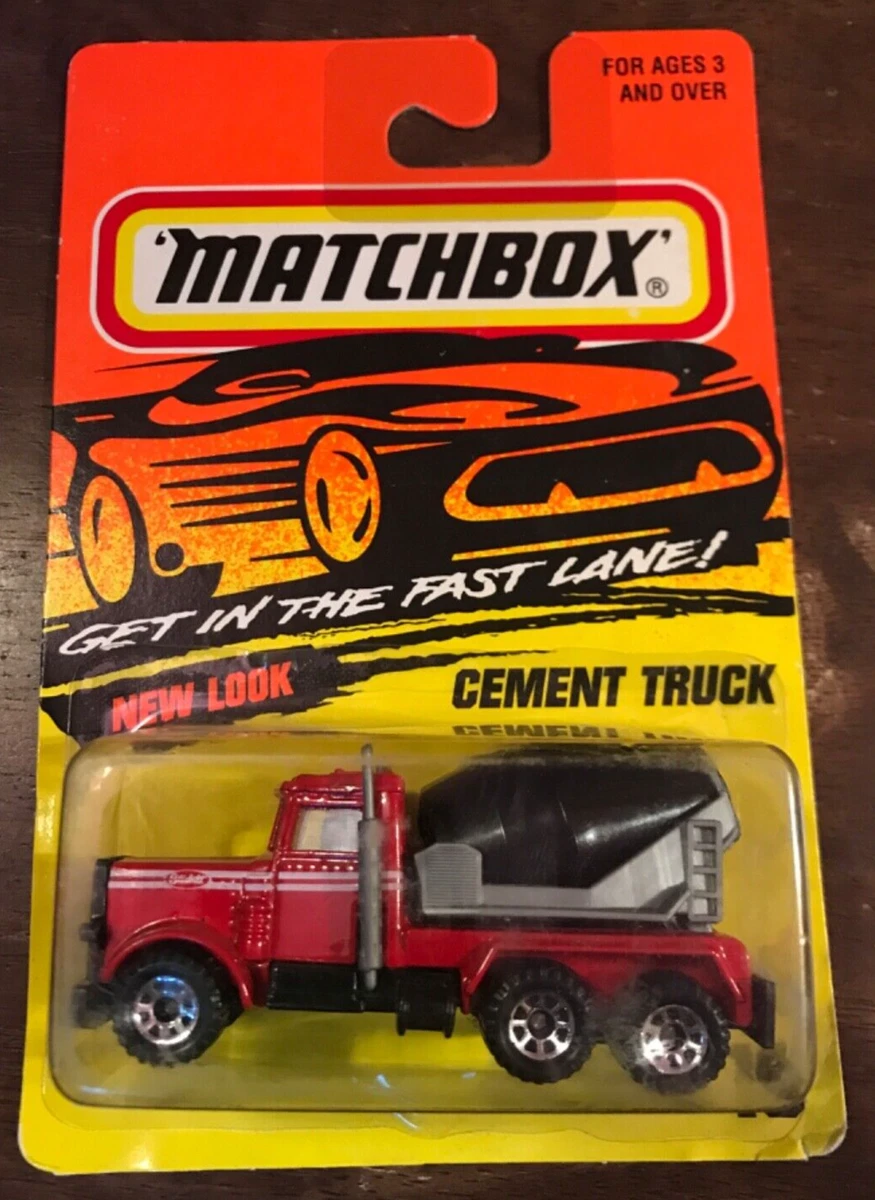 FOR AGES 3
AND OVER
'MATCHBOX'®
GET IN THE FAST LANE!
NEW LOOK
CEMENT TRUCK